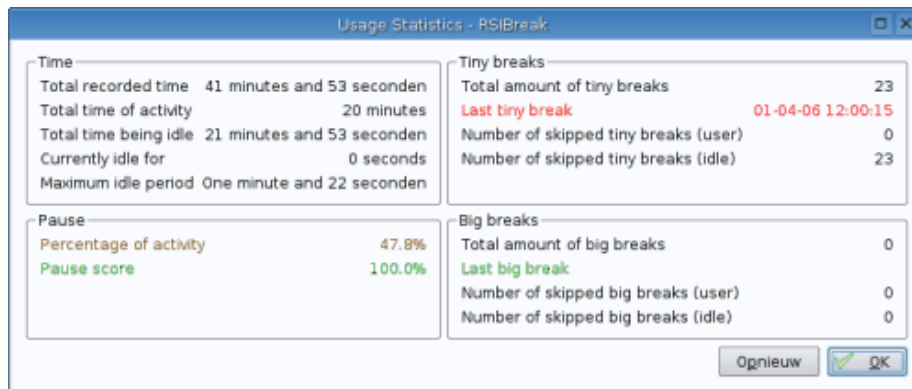 Usage Statistics - RSIBreak
Time
Total recorded time 41 minutes and 53 seconden
Total time of activity 20 minutes
Total time being idle 21 minutes and 53 seconden
Currently idle for 0 seconds
Maximum idle period One minute and 22 seconden
Tiny breaks
Total amount of tiny breaks 23
Last tiny break 01-04-06 12:00:15
Number of skipped tiny breaks (user) 0
Number of skipped tiny breaks (idle) 23
Pause
Percentage of activity 47.8%
Pause score 100.0%
Big breaks
Total amount of big breaks 0
Last big break
Number of skipped big breaks (user) 0
Number of skipped big breaks (idle) 0
Opnieuw
OK